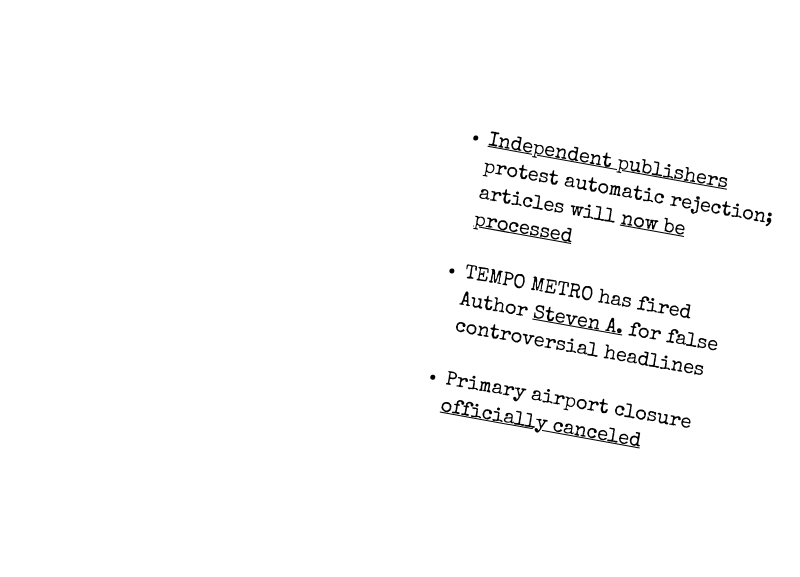 • Independent publishers
protest automatic rejection;
articles will now be
processed
• TEMPO METRO has fired
Author Steven A. for false
controversial headlines
• Primary airport closure
officially canceled